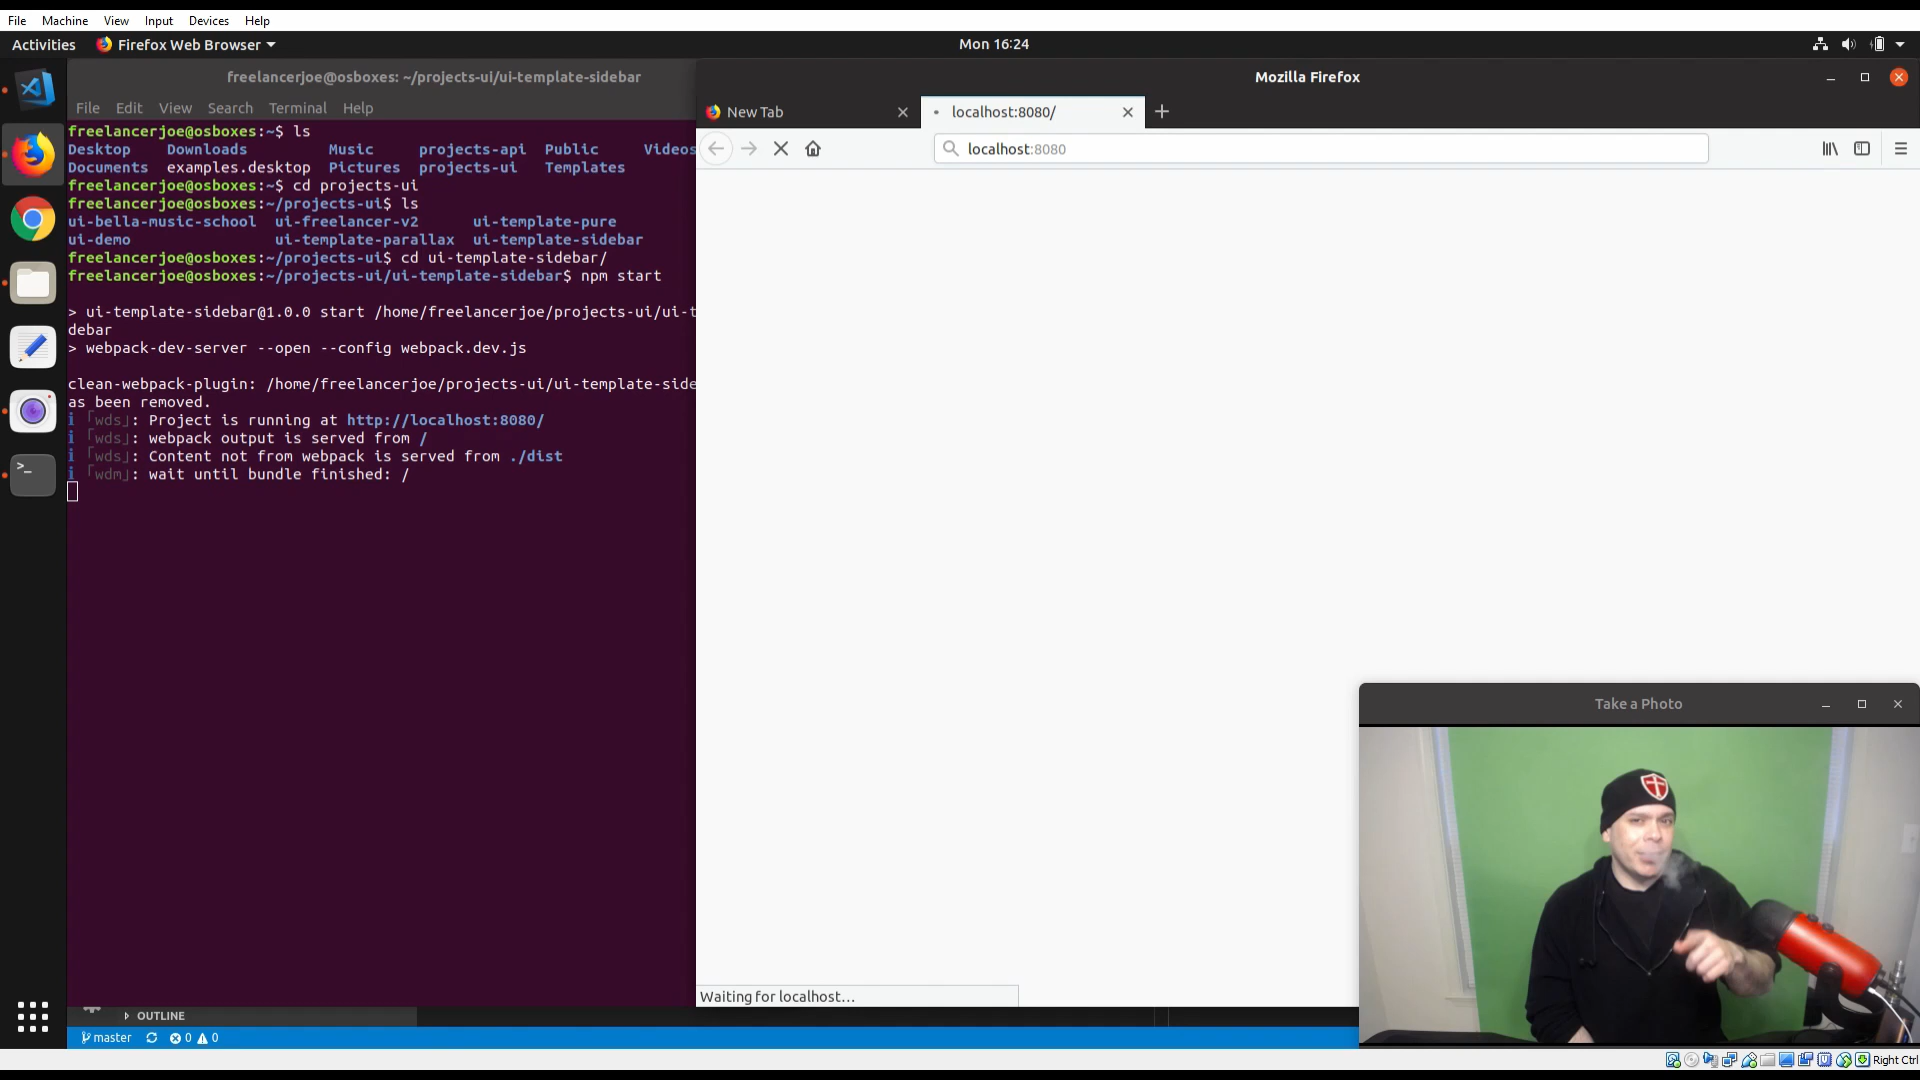 File Machine View Input Devices Help
Activities Firefox Web Browser Mon 16:24
freelancerjoe@osboxes: ~/projects-ui/ui-template-sidebar
File Edit View Search Terminal Help
freelancerjoe@osboxes:~$ ls
Desktop Downloads Music projects-api Public Videos
Documents examples.desktop Pictures projects-ui Templates
freelancerjoe@osboxes:~$ cd projects-ui
freelancerjoe@osboxes:~/projects-ui$ ls
ui-bella-music-school ui-freelancer-v2 ui-template-pure
ui-demo ui-template-parallax ui-template-sidebar
freelancerjoe@osboxes:~/projects-ui$ cd ui-template-sidebar/
freelancerjoe@osboxes:~/projects-ui/ui-template-sidebar$ npm start
> ui-template-sidebar@1.0.0 start /home/freelancerjoe/projects-ui/ui-t
debar
> webpack-dev-server --open --config webpack.dev.js
clean-webpack-plugin: /home/freelancerjoe/projects-ui/ui-template-side
as been removed.
i ｢wds｣: Project is running at http://localhost:8080/
i ｢wds｣: webpack output is served from /
i ｢wds｣: Content not from webpack is served from ./dist
i ｢wdm｣: wait until bundle finished: /
OUTLINE
master 0 0
Mozilla Firefox
New Tab localhost:8080/
localhost:8080
Waiting for localhost…
Take a Photo
Right Ctrl